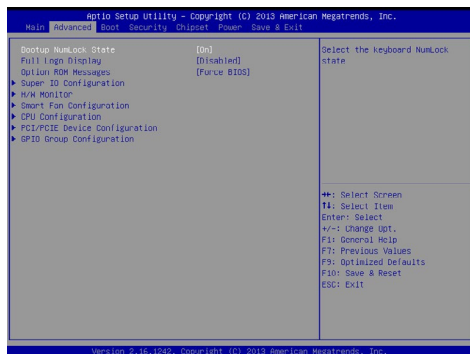 Aptio Setup Utility – Copyright (C) 2013 American Megatrends, Inc.
Main Advanced Boot Security Chipset Power Save & Exit
Bootup NumLock State [On]
Full Logo Display [Disabled]
Option ROM Messages [Force BIOS]
Super IO Configuration
H/W Monitor
Smart Fan Configuration
CPU Configuration
PCI/PCIE Device Configuration
GPIO Group Configuration
Select the keyboard NumLock
state
→←: Select Screen
↑↓: Select Item
Enter: Select
+/-: Change Opt.
F1: General Help
F7: Previous Values
F9: Optimized Defaults
F10: Save & Reset
ESC: Exit
Version 2.16.1242. Copyright (C) 2013 American Megatrends, Inc.